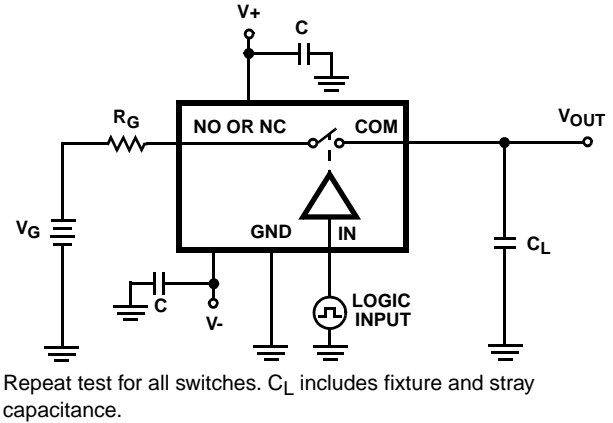 V+
C
RG
NO OR NC
COM
VOUT
VG
GND
IN
CL
C
V-
LOGIC
INPUT
Repeat test for all switches. CL includes fixture and stray
capacitance.